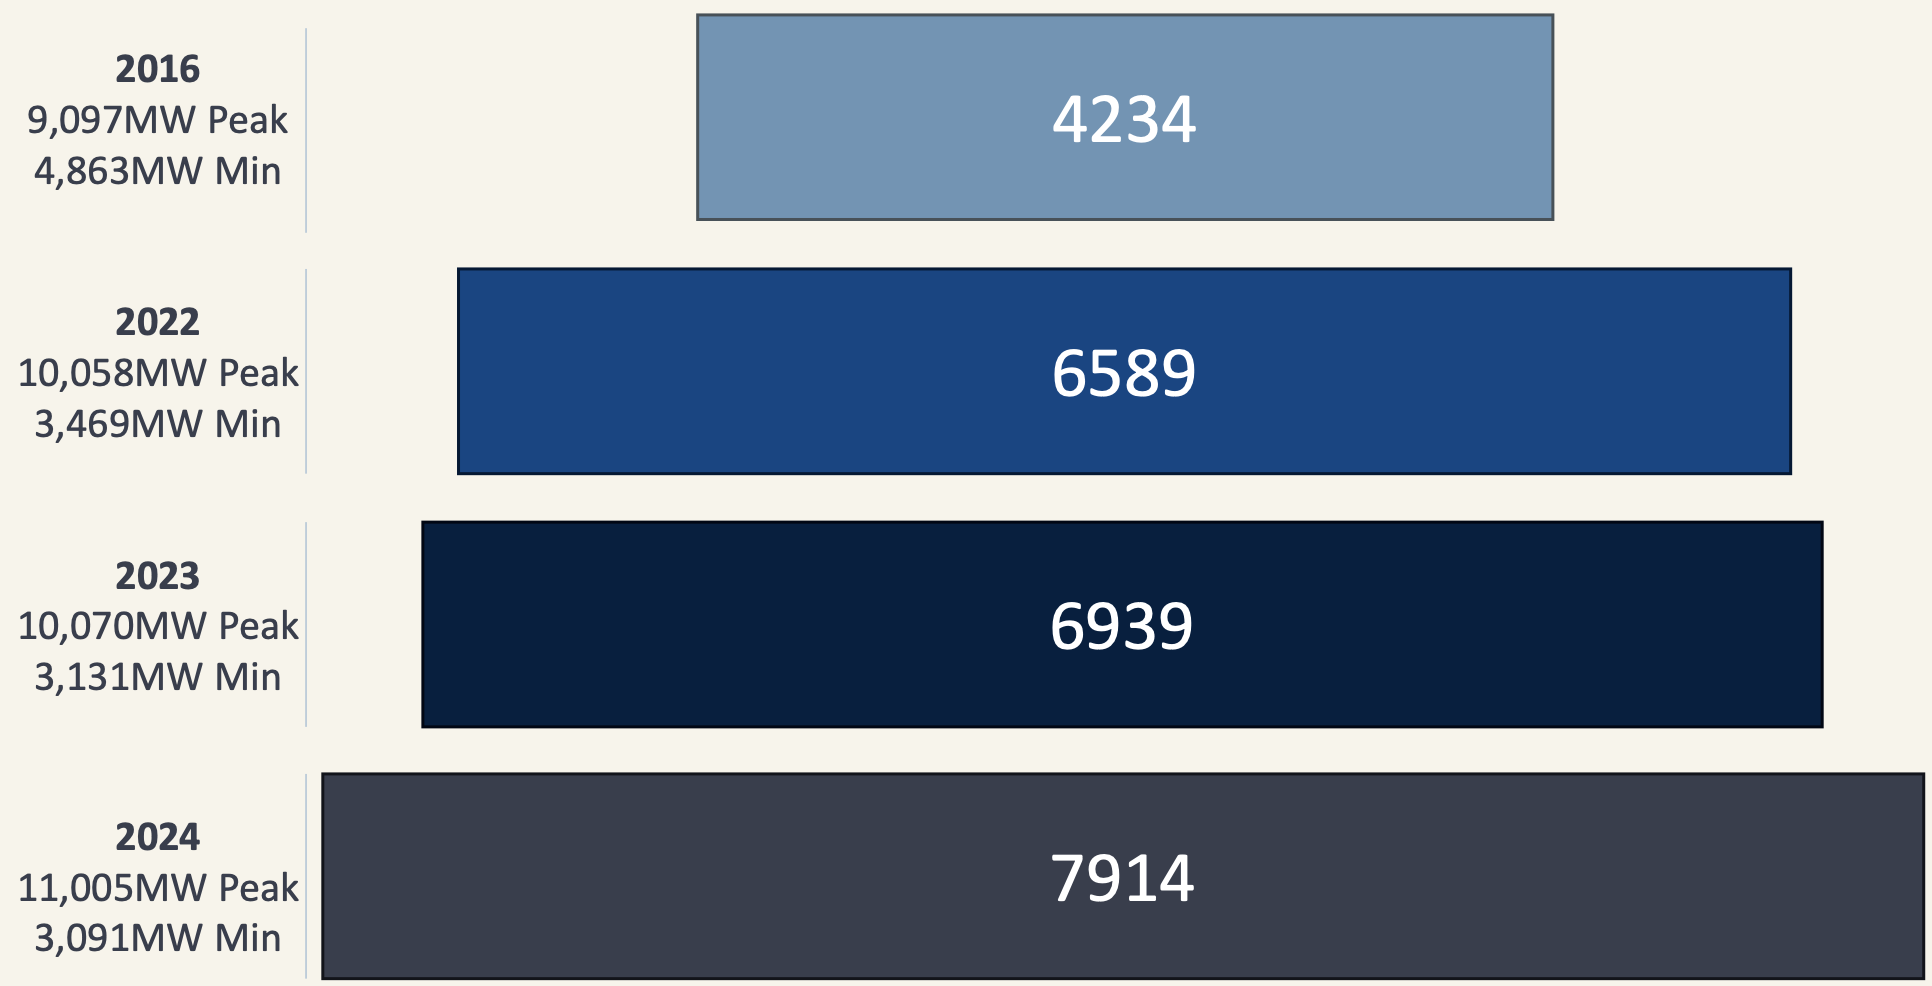 2016
9,097MW Peak
4,863MW Min
4234
2022
10,058MW Peak
3,469MW Min
6589
2023
10,070MW Peak
3,131MW Min
6939
2024
11,005MW Peak
3,091MW Min
7914